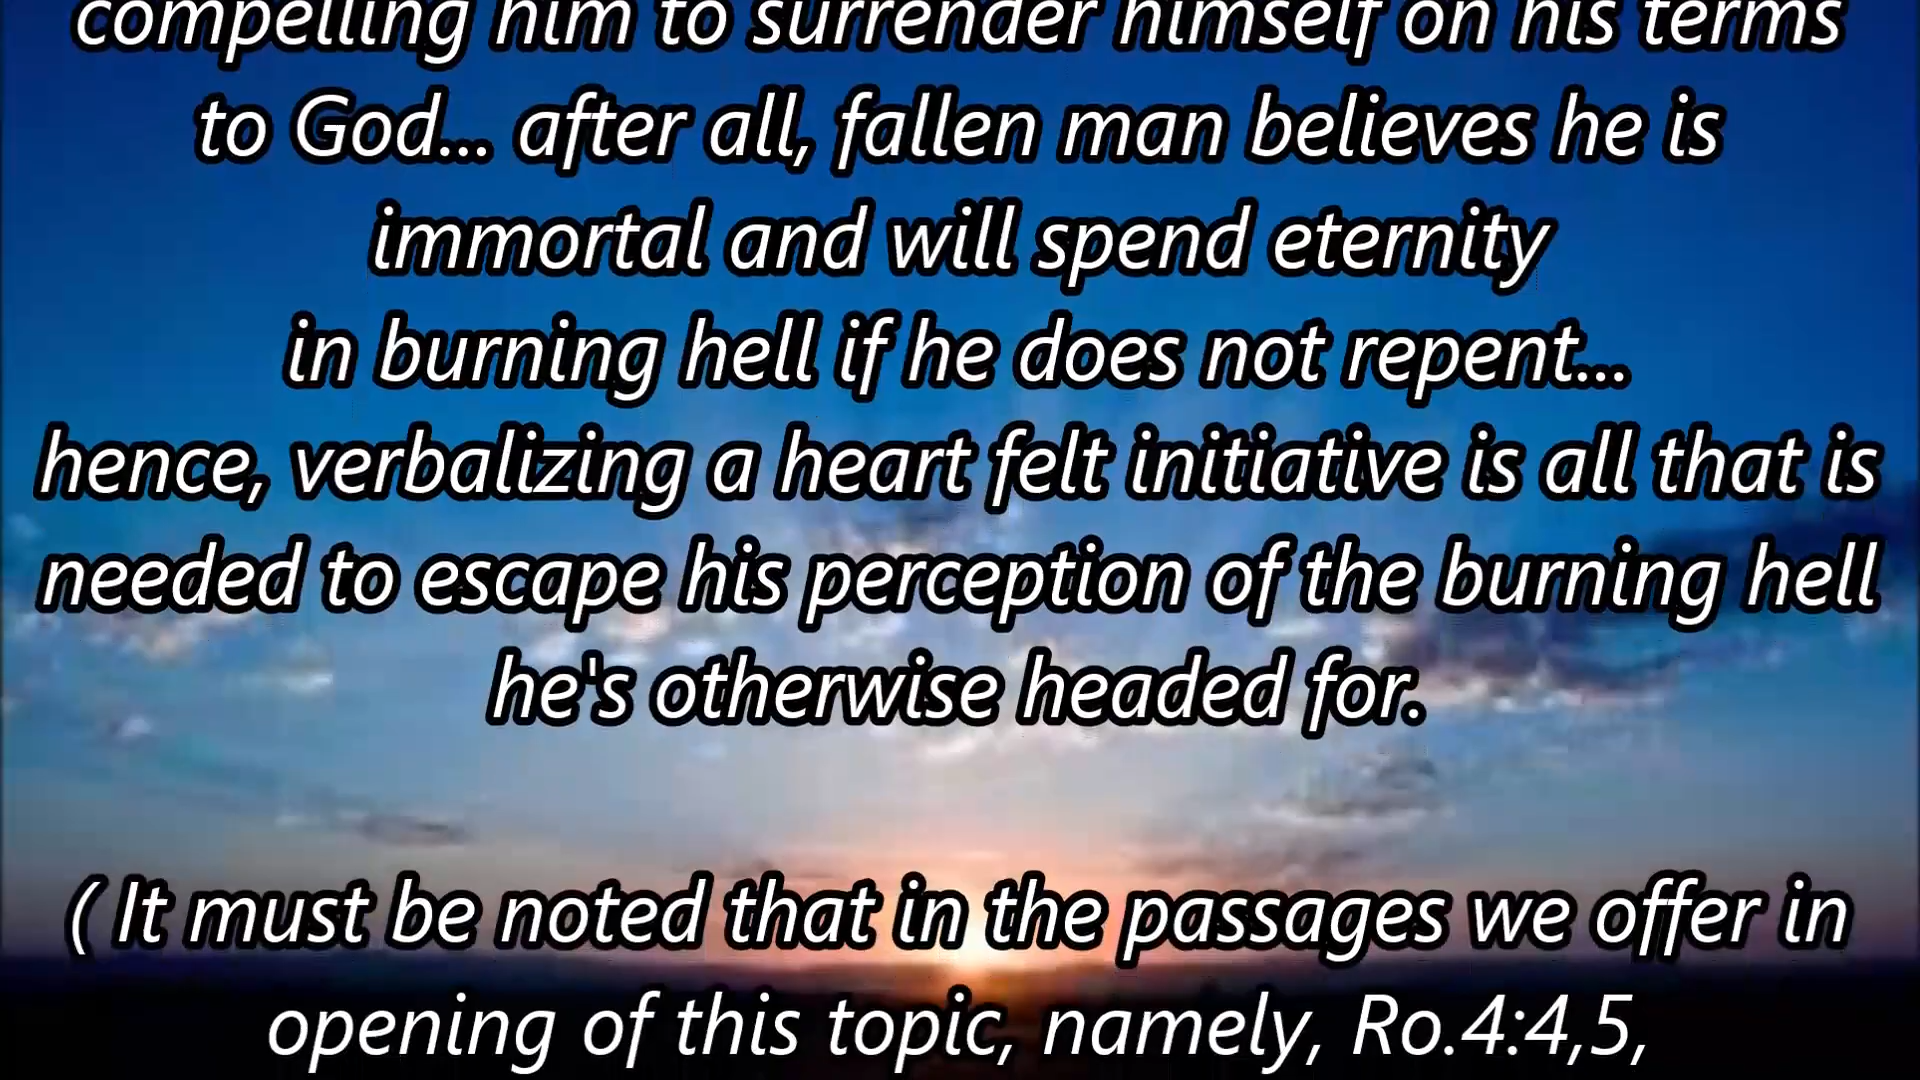 compelling him to surrender himself on his terms
to God... after all, fallen man believes he is
immortal and will spend eternity
in burning hell if he does not repent...
hence, verbalizing a heart felt initiative is all that is
needed to escape his perception of the burning hell
he's otherwise headed for.
( It must be noted that in the passages we offer in
opening of this topic, namely, Ro.4:4,5,